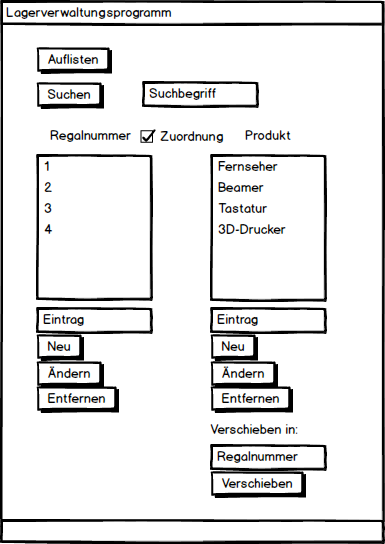 Lagerverwaltungsprogramm
Auflisten
Suchen
Suchbegriff
Regalnummer
Zuordnung
Produkt
1
2
3
4
Fernseher
Beamer
Tastatur
3D-Drucker
Eintrag
Neu
Ändern
Entfernen
Eintrag
Neu
Ändern
Entfernen
Verschieben in:
Regalnummer
Verschieben